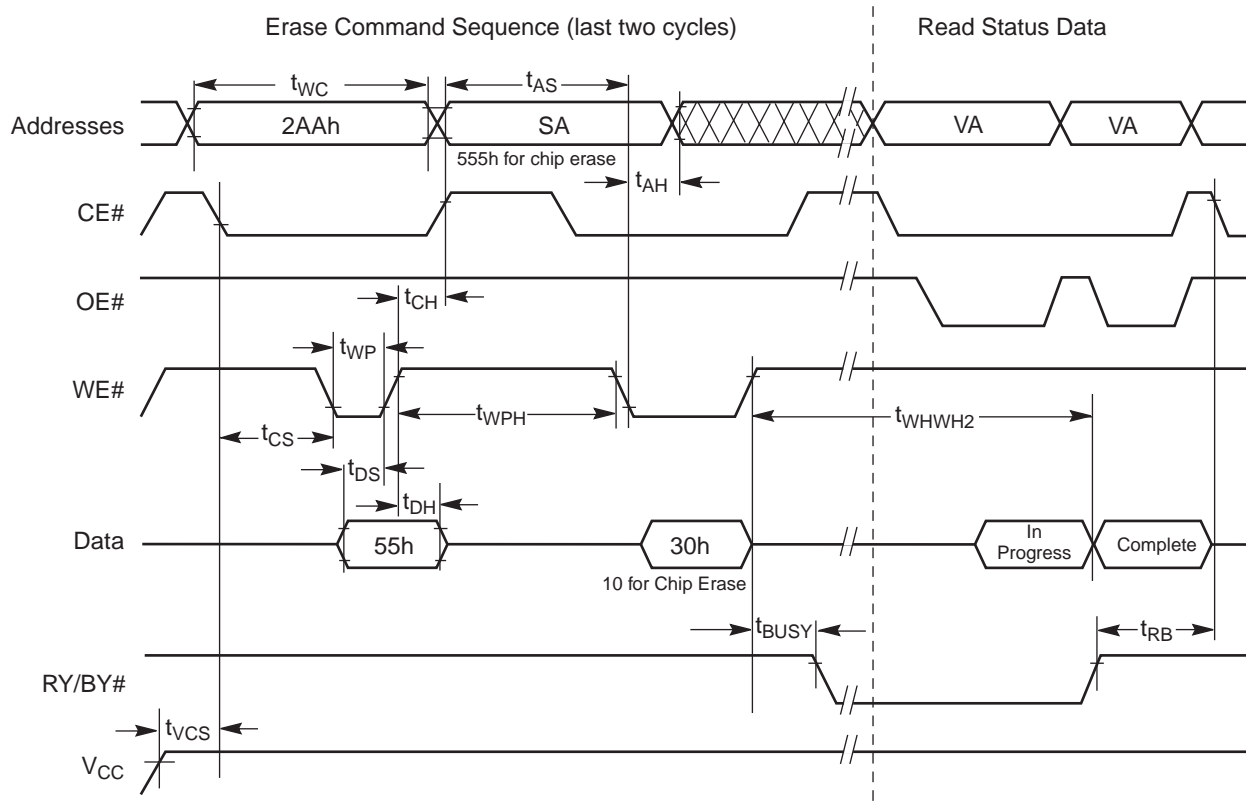 Erase Command Sequence (last two cycles)
Read Status Data
tWC
tAS
Addresses
2AAh
SA
VA
VA
555h for chip erase
tAH
CE#
OE#
tCH
tWP
WE#
tWPH
tWHWH2
tCS
tDS
tDH
Data
55h
30h
In
Progress
Complete
10 for Chip Erase
tBUSY
tRB
RY/BY#
tVCS
VCC